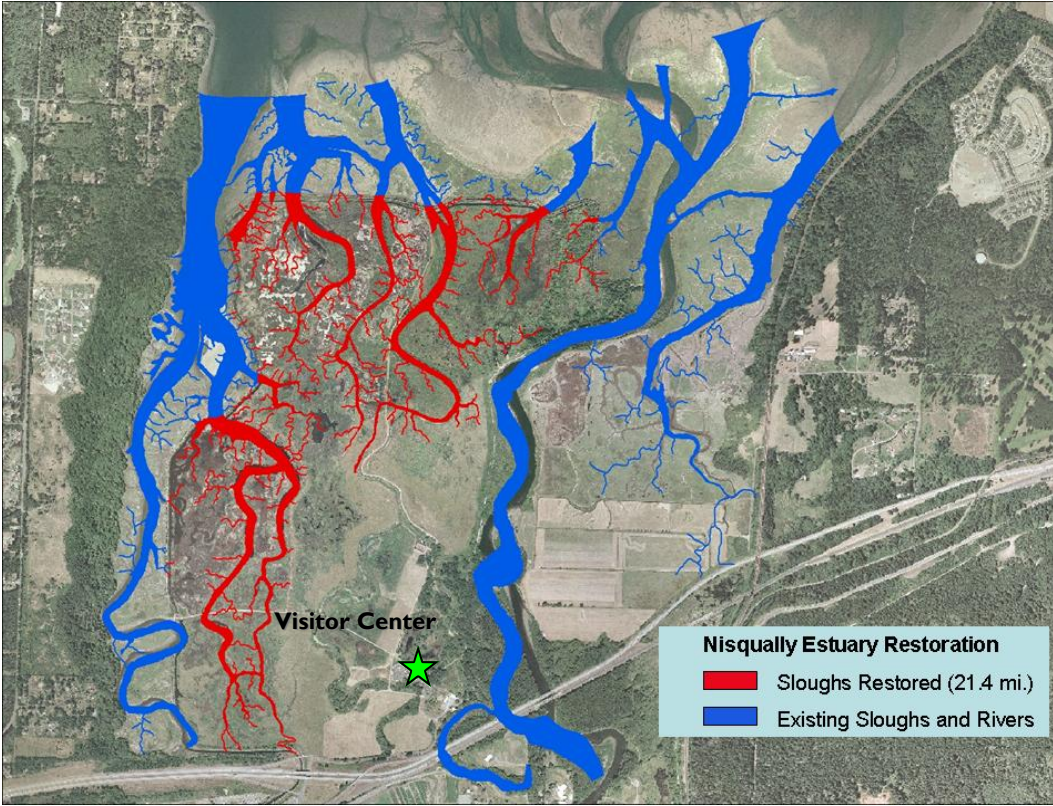 Visitor Center
Nisqually Estuary Restoration
Sloughs Restored (21.4 mi.)
Existing Sloughs and Rivers